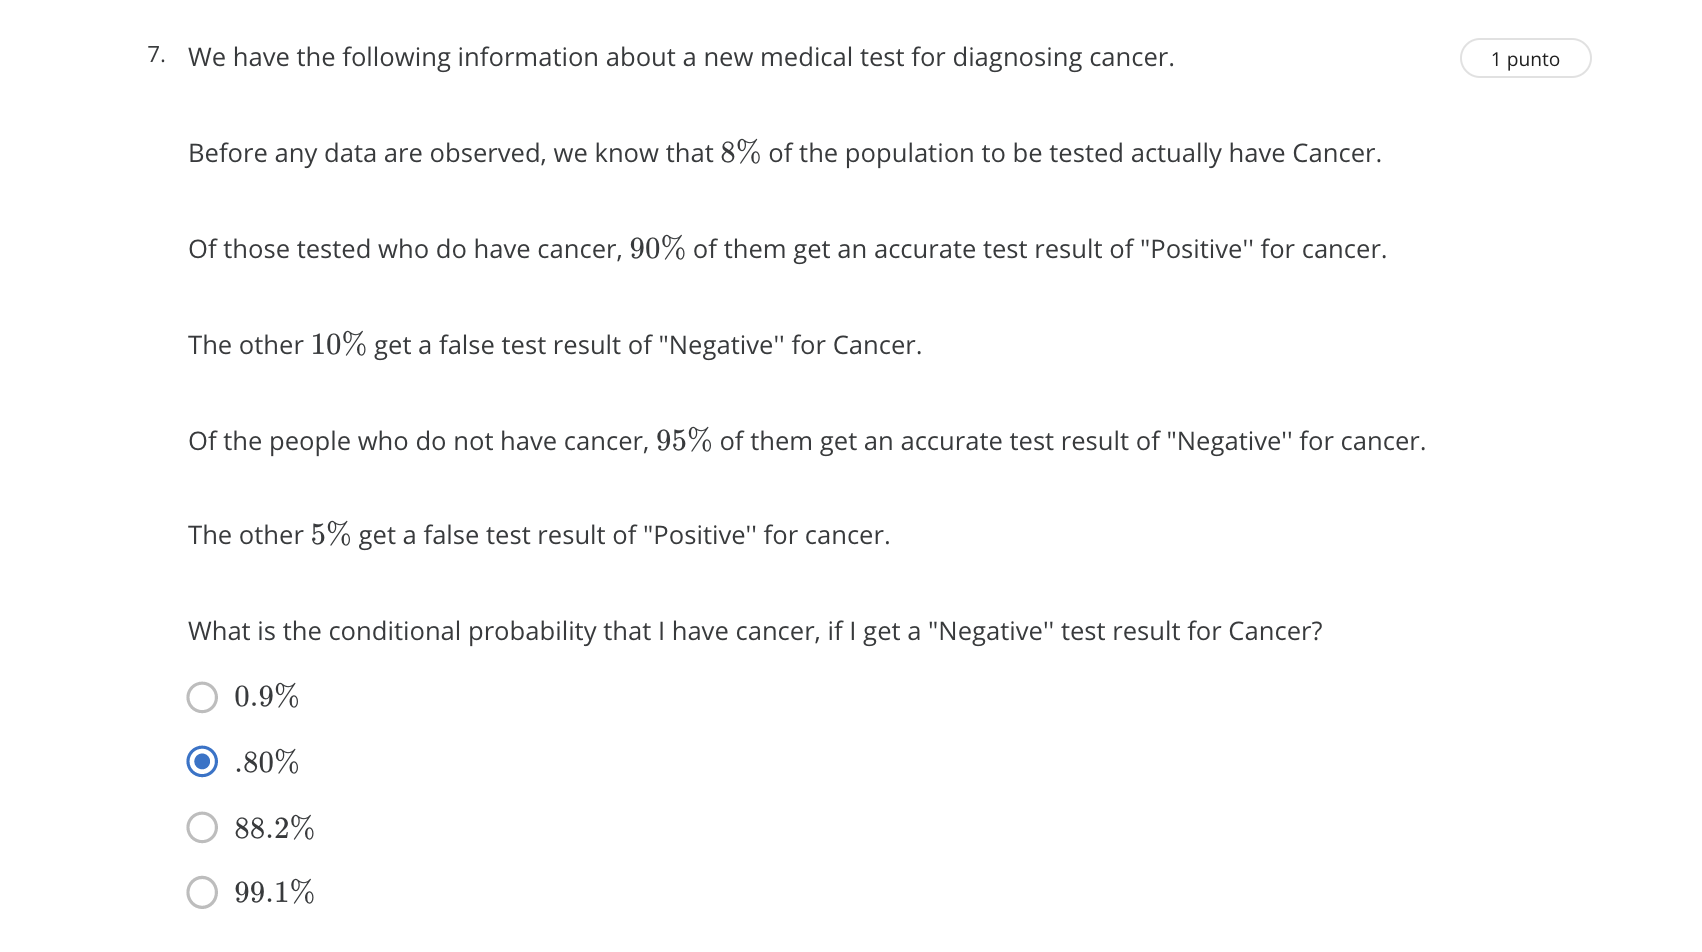 7. We have the following information about a new medical test for diagnosing cancer.
1 punto
Before any data are observed, we know that 8% of the population to be tested actually have Cancer.
Of those tested who do have cancer, 90% of them get an accurate test result of "Positive'' for cancer.
The other 10% get a false test result of "Negative'' for Cancer.
Of the people who do not have cancer, 95% of them get an accurate test result of "Negative'' for cancer.
The other 5% get a false test result of "Positive'' for cancer.
What is the conditional probability that I have cancer, if I get a "Negative'' test result for Cancer?
0.9%
.80%
88.2%
99.1%